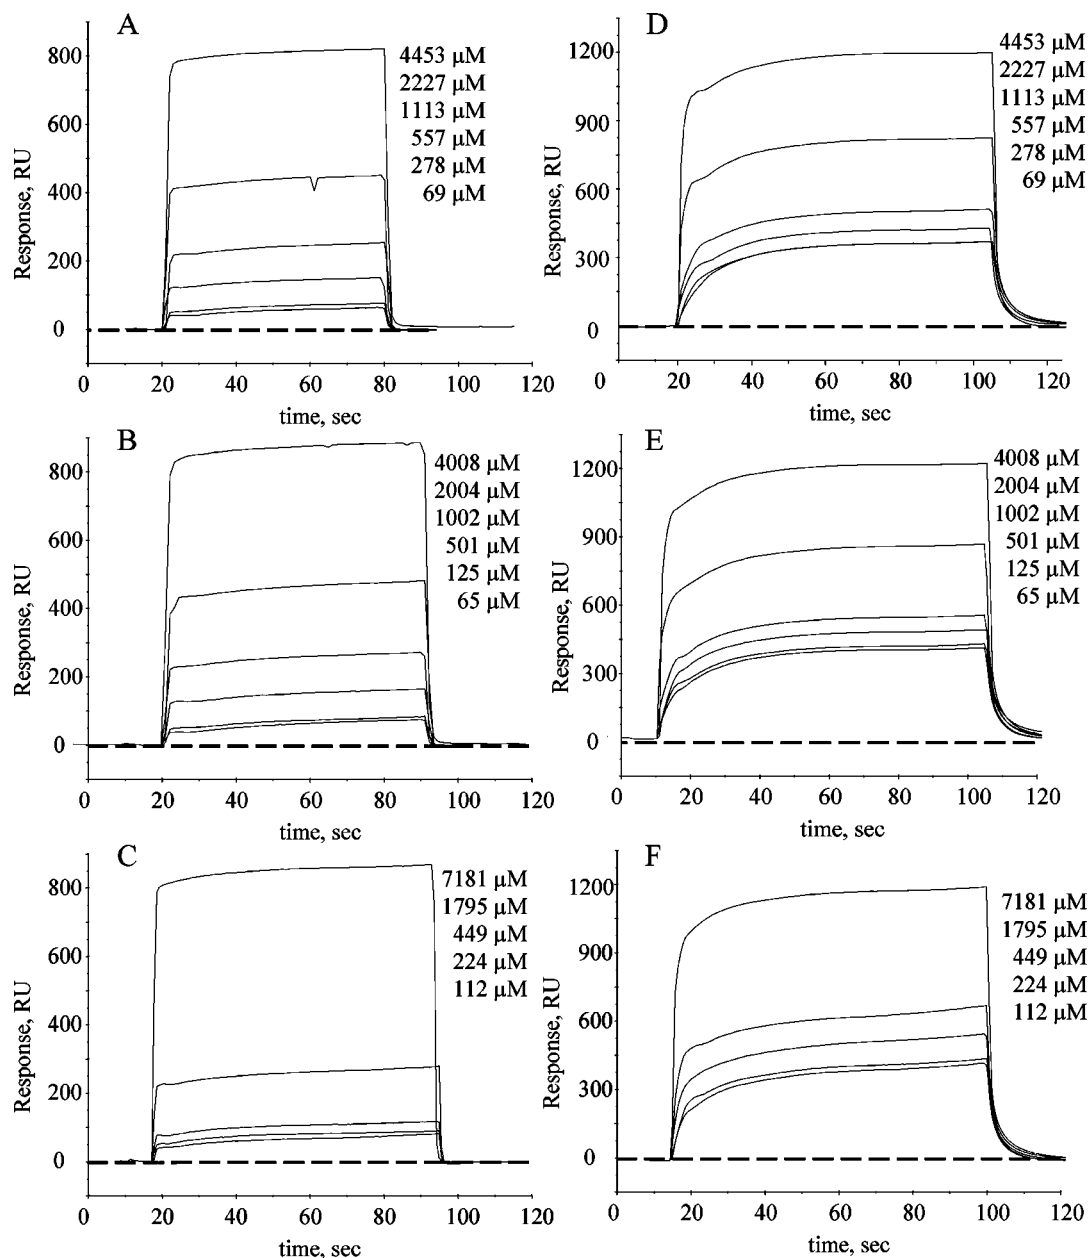 A
800
600
400
200
0
Response, RU
4453 μM
2227 μM
1113 μM
557 μM
278 μM
69 μM
0 20 40 60 80 100 120
time, sec
D
1200
900
600
300
0
Response, RU
4453 μM
2227 μM
1113 μM
557 μM
278 μM
69 μM
0 20 40 60 80 100 120
time, sec
B
800
600
400
200
0
Response, RU
4008 μM
2004 μM
1002 μM
501 μM
125 μM
65 μM
0 20 40 60 80 100 120
time, sec
E
1200
900
600
300
0
Response, RU
4008 μM
2004 μM
1002 μM
501 μM
125 μM
65 μM
0 20 40 60 80 100 120
time, sec
C
800
600
400
200
0
Response, RU
7181 μM
1795 μM
449 μM
224 μM
112 μM
0 20 40 60 80 100 120
time, sec
F
1200
900
600
300
0
Response, RU
7181 μM
1795 μM
449 μM
224 μM
112 μM
0 20 40 60 80 100 120
time, sec